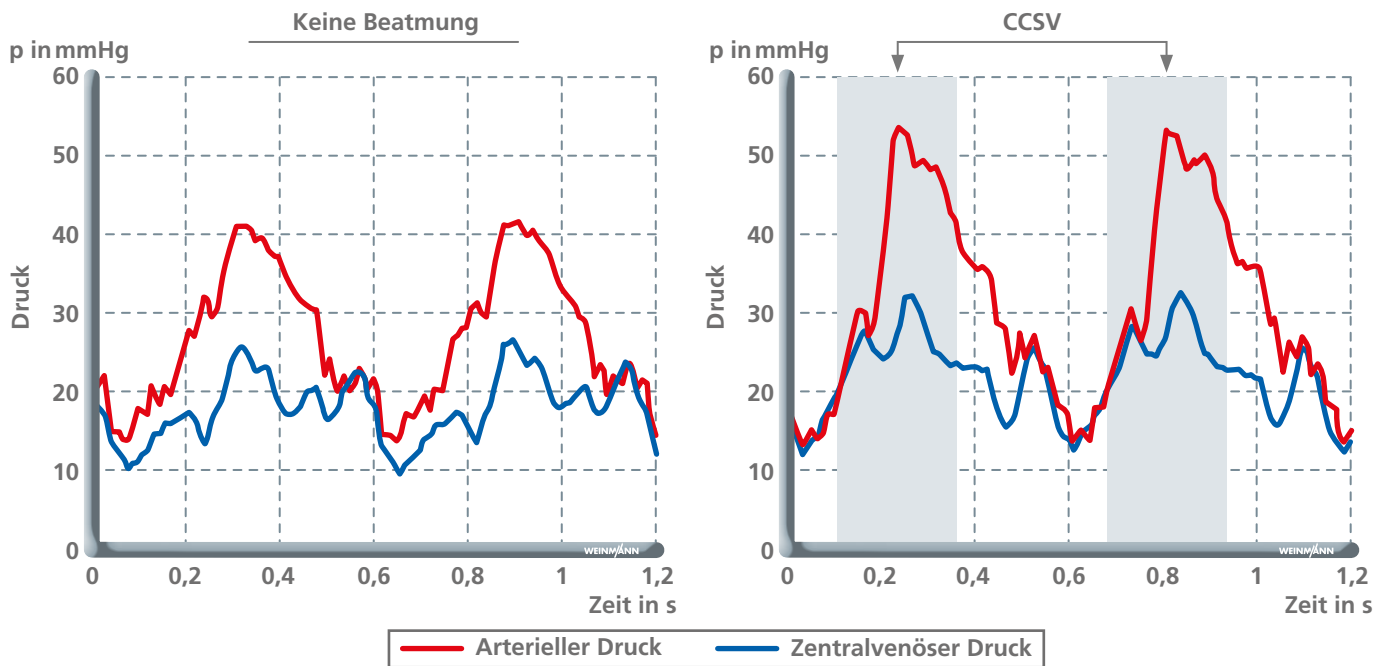 Keine Beatmung
p in mmHg
60
50
40
30
20
10
0
Druck
0 0,2 0,4 0,6 0,8 1 1,2
Zeit in s
WEINMANN
CCSV
p in mmHg
60
50
40
30
20
10
0
Druck
0 0,2 0,4 0,6 0,8 1 1,2
Zeit in s
WEINMANN
Arterieller Druck Zentralvenöser Druck